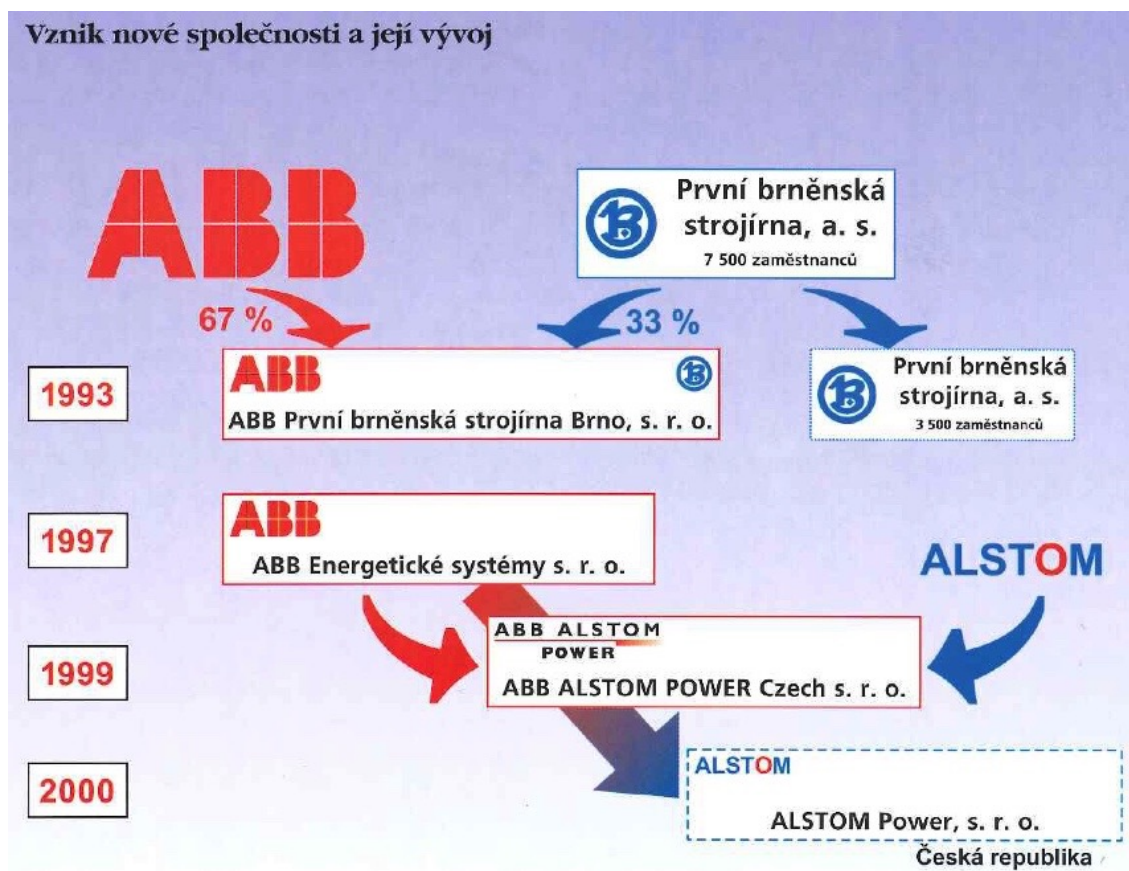 Vznik nové společnosti a její vývoj
ABB
První brněnská
strojírna, a. s.
7 500 zaměstnanců
67 %
33 %
1993
ABB
ABB První brněnská strojírna Brno, s. r. o.
První brněnská
strojírna, a. s.
3 500 zaměstnanců
1997
ABB
ABB Energetické systémy s. r. o.
ALSTOM
1999
ABB ALSTOM
POWER
ABB ALSTOM POWER Czech s. r. o.
2000
ALSTOM
ALSTOM Power, s. r. o.
Česká republika